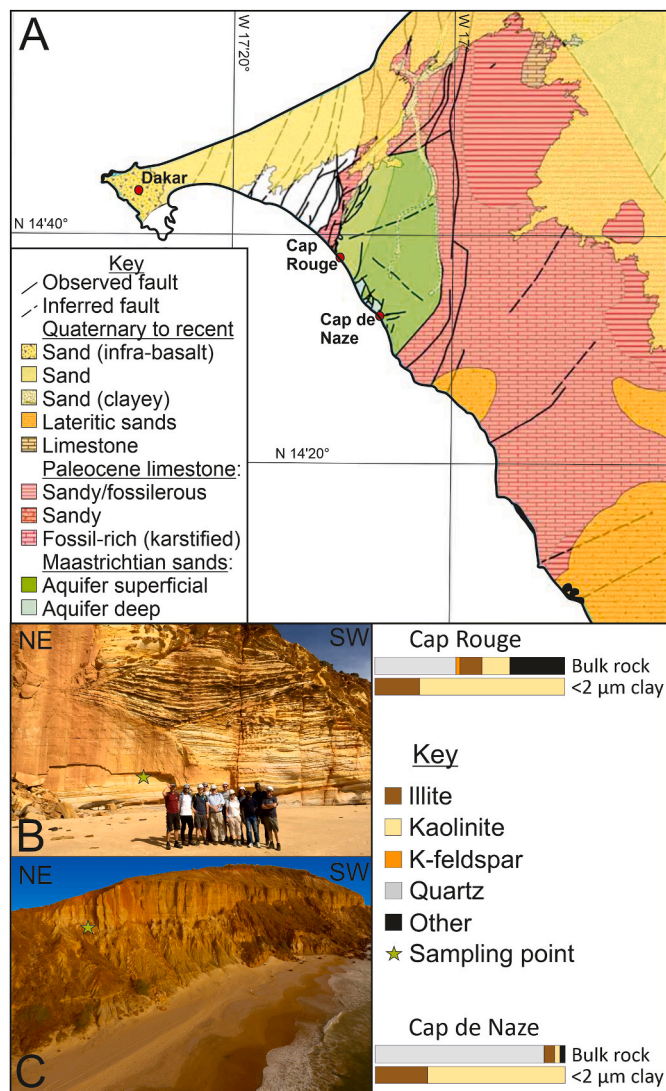 A
W 17'20"
W 17'
Dakar
N 14'40"
Cap
Rouge
Cap de
Naze
N 14'20"
Key
Observed fault
Inferred fault
Quaternary to recent
Sand (infra-basalt)
Sand
Sand (clayey)
Lateritic sands
Limestone
Paleocene limestone:
Sandy/fossilerous
Sandy
Fossil-rich (karstified)
Maastrichtian sands:
Aquifer superficial
Aquifer deep
NE
SW
B
NE
SW
C
Cap Rouge
Bulk rock
<2 µm clay
Key
Illite
Kaolinite
K-feldspar
Quartz
Other
Sampling point
Cap de Naze
Bulk rock
<2 µm clay